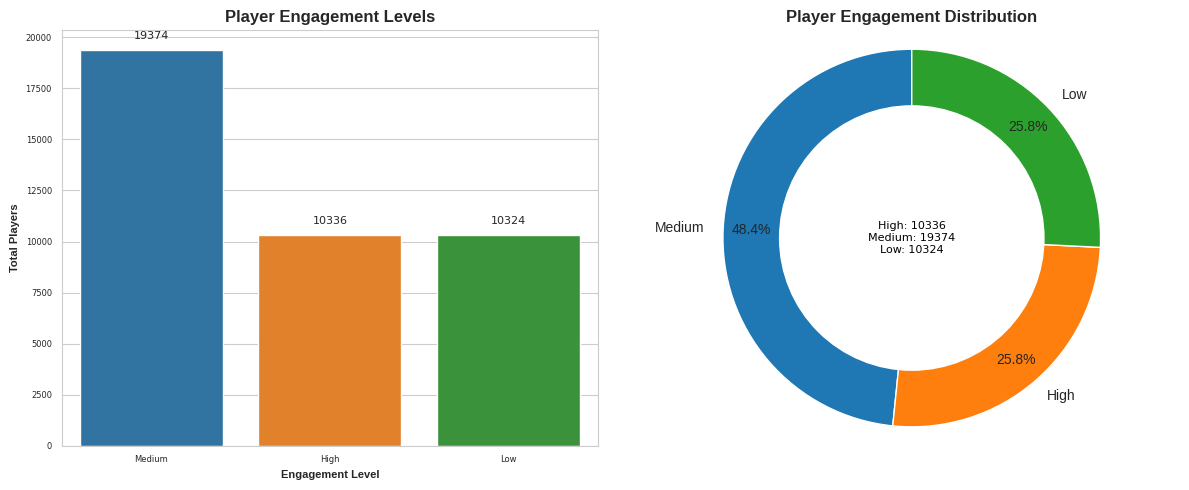 Player Engagement Levels
20000
17500
15000
12500
10000
7500
5000
2500
0
Total Players
19374
10336
10324
Medium
High
Low
Engagement Level
Player Engagement Distribution
Low
25.8%
Medium
48.4%
High: 10336
Medium: 19374
Low: 10324
25.8%
High